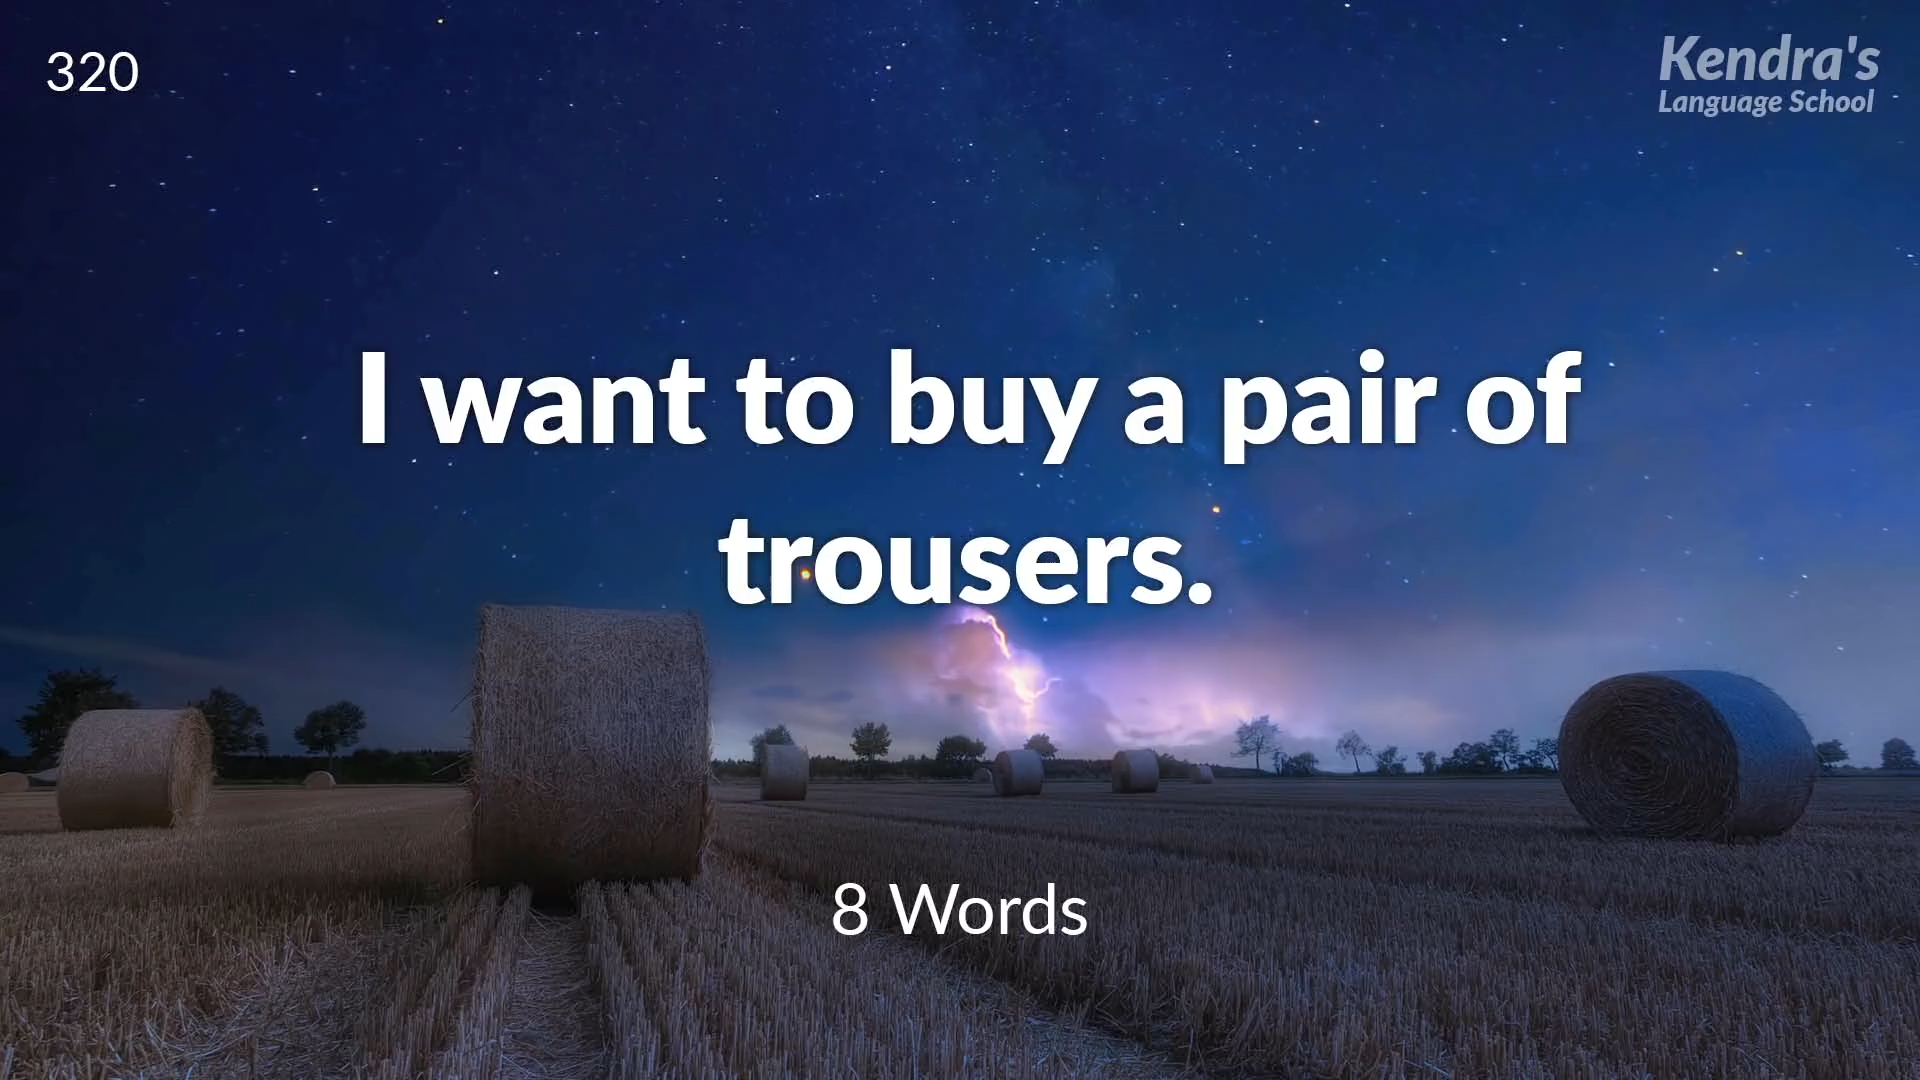 320
Kendra's
Language School
I want to buy a pair of
trousers.
8 Words